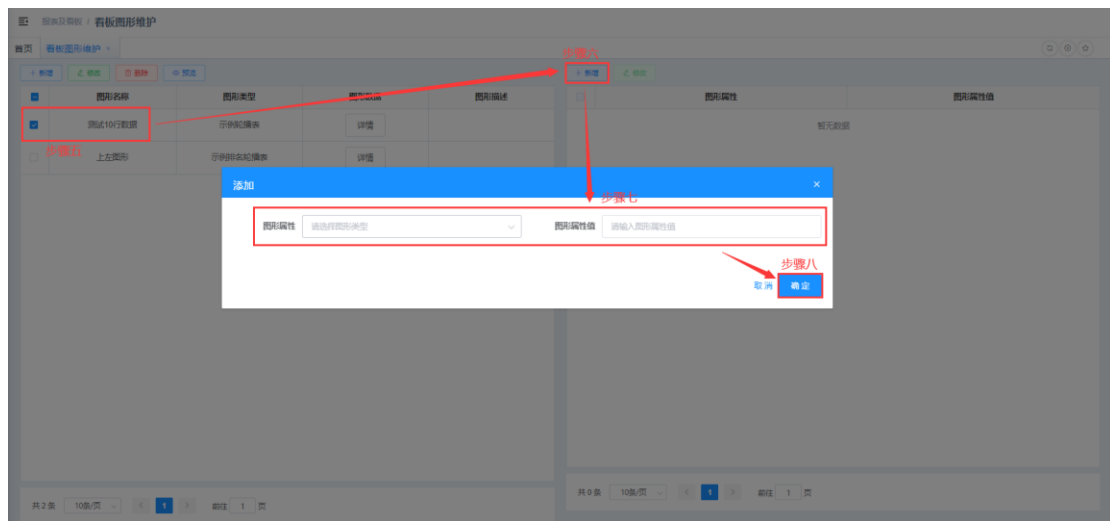 报表及看板 / 看板图形维护
首页 看板图形维护 ×
步骤六
+ 新增 修改 删除 预览
+ 新增 修改
图形名称 图形类型 图形数据 图形描述
图形属性 图形属性值
测试10行数据 示例轮播表 详情
暂无数据
步骤五
上左图形 示例排名轮播表 详情
添加 ×
步骤七
图形属性 请选择图形类型 图形属性值 请输入图形属性值
步骤八
取消 确定
共 2 条 10条/页 < 1 > 前往 1 页
共 0 条 10条/页 < 1 > 前往 1 页